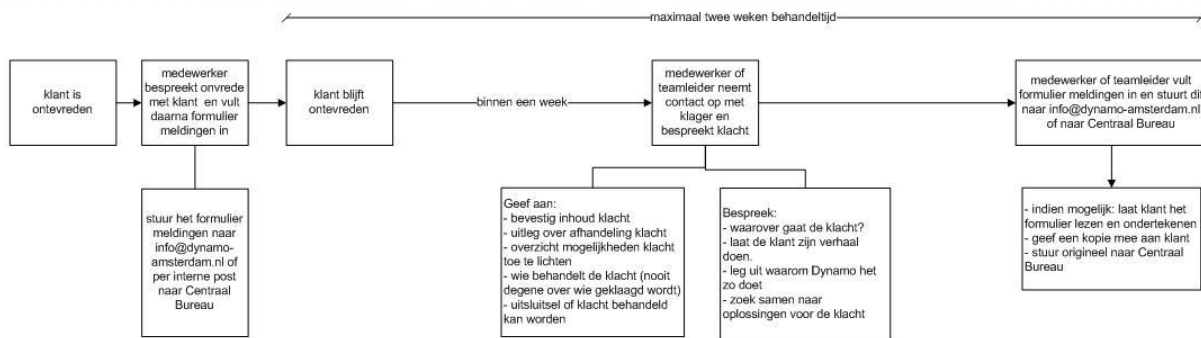 maximaal twee weken behandeltijd
klant is
ontevreden
medewerker
bespreekt onvrede
met klant en vult
daarna formulier
meldingen in
klant blijft
ontevreden
binnen een week
medewerker of
teamleider neemt
contact op met
klager en
bespreekt klacht
medewerker of teamleider vult
formulier meldingen in en stuurt dit
naar info@dynamo-amsterdam.nl
of naar Centraal Bureau
stuur het formulier
meldingen naar
info@dynamo-
amsterdam.nl of
per interne post
naar Centraal
Bureau
Geef aan:
- bevestig inhoud klacht
- uitleg over afhandeling klacht
- overzicht mogelijkheden klacht
toe te lichten
- wie behandelt de klacht (nooit
degene over wie geklaagd wordt)
- uitsluitsel of klacht behandeld
kan worden
Bespreek:
- waarover gaat de klacht?
- laat de klant zijn verhaal
doen.
- leg uit waarom Dynamo het
zo doet
- zoek samen naar
oplossingen voor de klacht
- indien mogelijk: laat klant het
formulier lezen en ondertekenen
- geef een kopie mee aan klant
- stuur origineel naar Centraal
Bureau